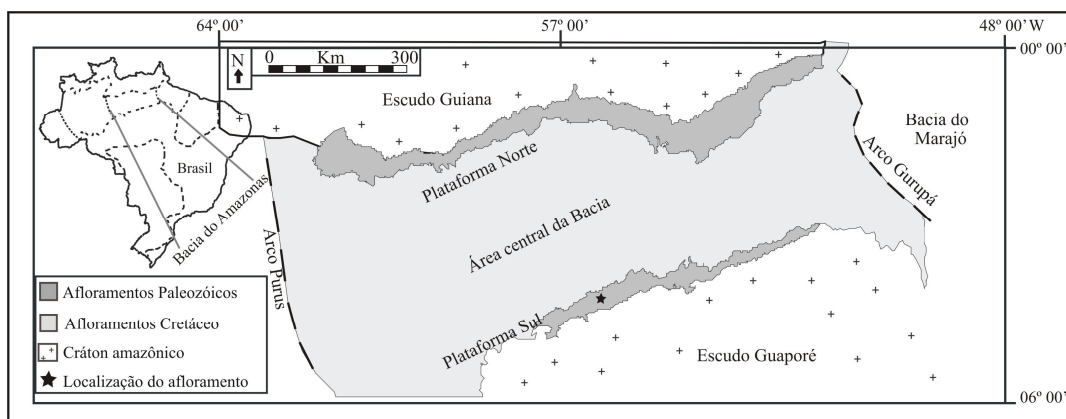 64º 00’
57º 00’
48º 00’ W
00º 00’
N
0 Km 300
Escudo Guiana
Bacia do
Marajó
Arco Gurupá
Plataforma Norte
Brasil
Bacia do Amazonas
Área central da Bacia
Arco Purus
Plataforma Sul
Escudo Guaporé
Afloramentos Paleozóicos
Afloramentos Cretáceo
Cráton amazônico
Localização do afloramento
06º 00’